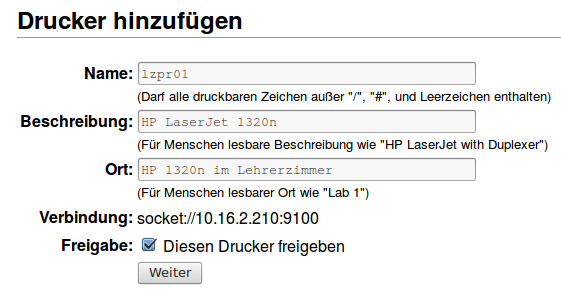 Drucker hinzufügen
Name: lzpr01
(Darf alle druckbaren Zeichen außer "/", "#", und Leerzeichen enthalten)
Beschreibung: HP LaserJet 1320n
(Für Menschen lesbare Beschreibung wie "HP LaserJet with Duplexer")
Ort: HP 1320n im Lehrerzimmer
(Für Menschen lesbarer Ort wie "Lab 1")
Verbindung: socket://10.16.2.210:9100
Freigabe: Diesen Drucker freigeben
Weiter